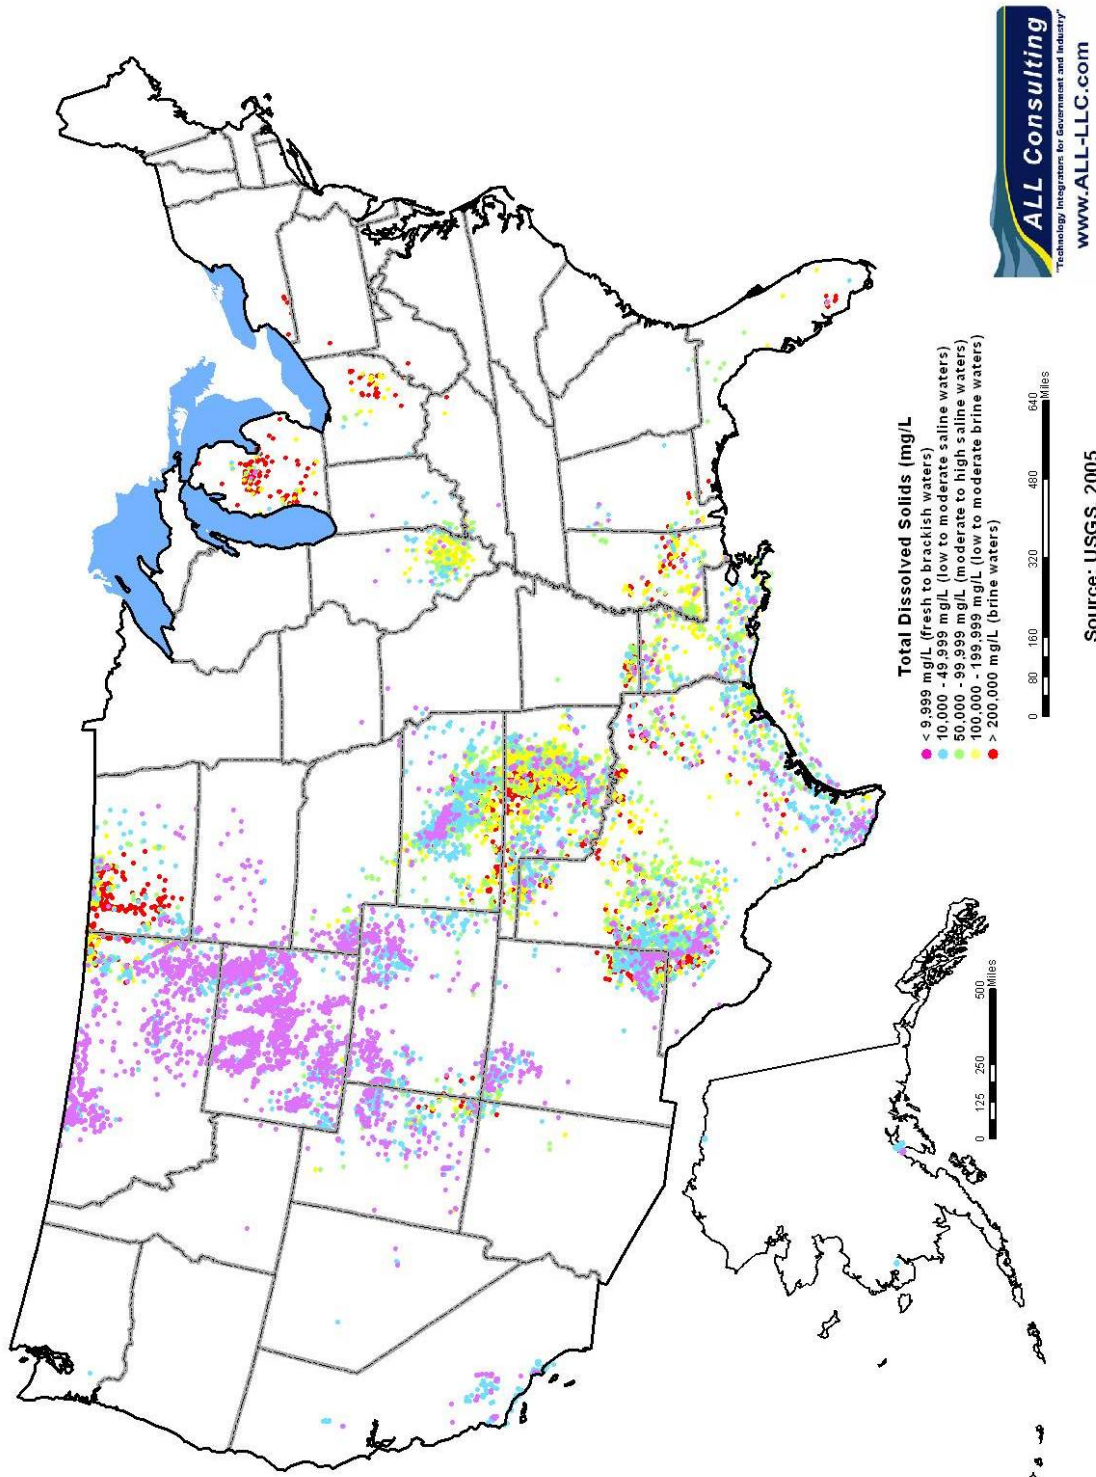 ALL Consulting
"Technology Integrators for Government and Industry"
www.ALL-LLC.com
Total Dissolved Solids (mg/L
< 9,999 mg/L (fresh to brackish waters)
10,000 - 49,999 mg/L (low to moderate saline waters)
50,000 - 99,999 mg/L (moderate to high saline waters)
100,000 - 199,999 mg/L (low to moderate brine waters)
> 200,000 mg/L (brine waters)
0 80 160 320 480 640
Miles
0 125 250 500
Miles
Source: USGS, 2005